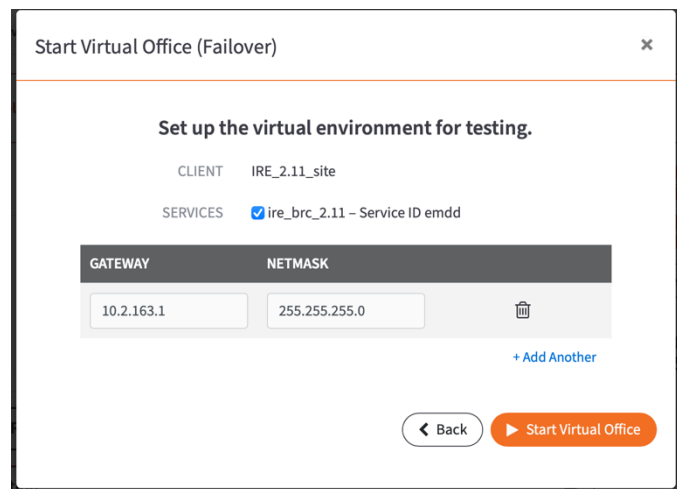 Start Virtual Office (Failover)
×
Set up the virtual environment for testing.
CLIENT IRE_2.11_site
SERVICES ire_brc_2.11 – Service ID emdd
GATEWAY NETMASK
10.2.163.1 255.255.255.0
+ Add Another
Back Start Virtual Office